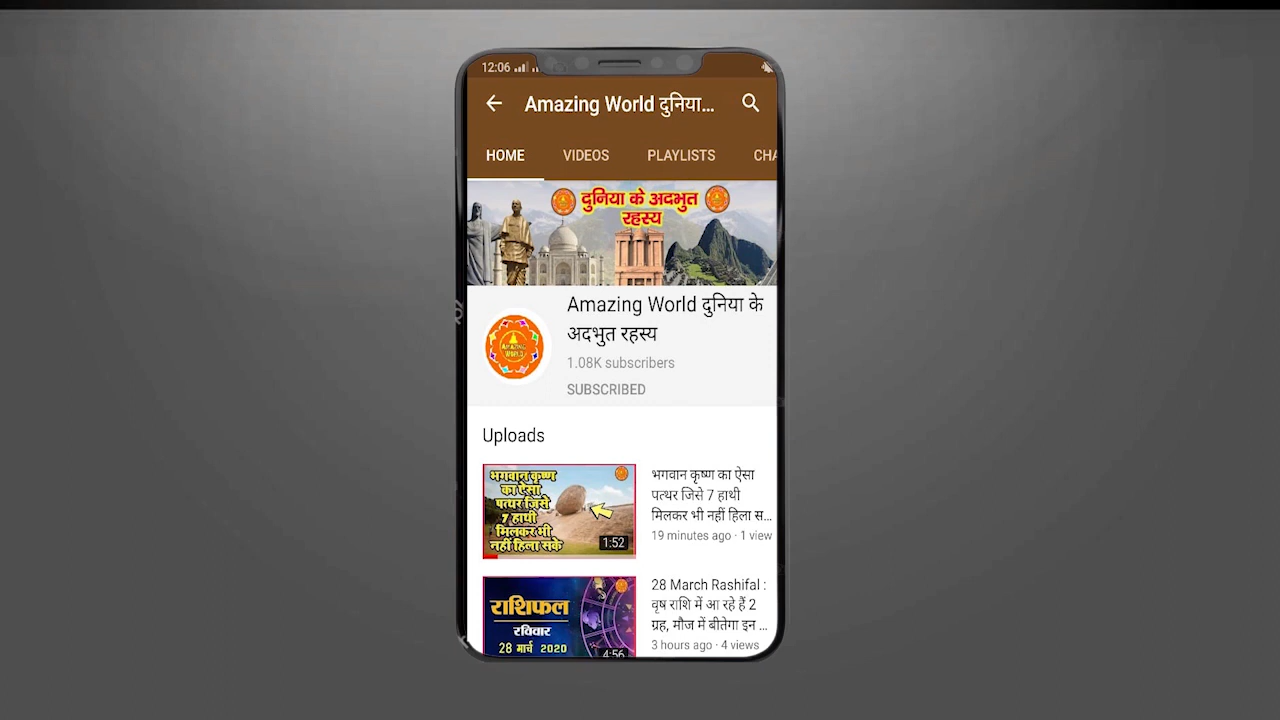 12:06
Amazing World दुनिया...
HOME VIDEOS PLAYLISTS CHA
दुनिया के अदभुत
रहस्य
Amazing World दुनिया के
अदभुत रहस्य
AMAZING
WORLD
1.08K subscribers
SUBSCRIBED
Uploads
भगवान कृष्ण
का ऐसा
पत्थर जिसे
7 हाथी
मिलकर भी
नहीं हिला सके
1:52
भगवान कृष्ण का ऐसा
पत्थर जिसे 7 हाथी
मिलकर भी नहीं हिला स...
19 minutes ago · 1 view
राशिफल
रविवार
28 मार्च 2020
4:56
28 March Rashifal :
वृष राशि में आ रहे हैं 2
ग्रह, मौज में बीतेगा इन ...
3 hours ago · 4 views